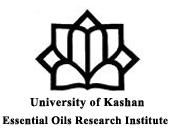 University of Kashan
Essential Oils Research Institute